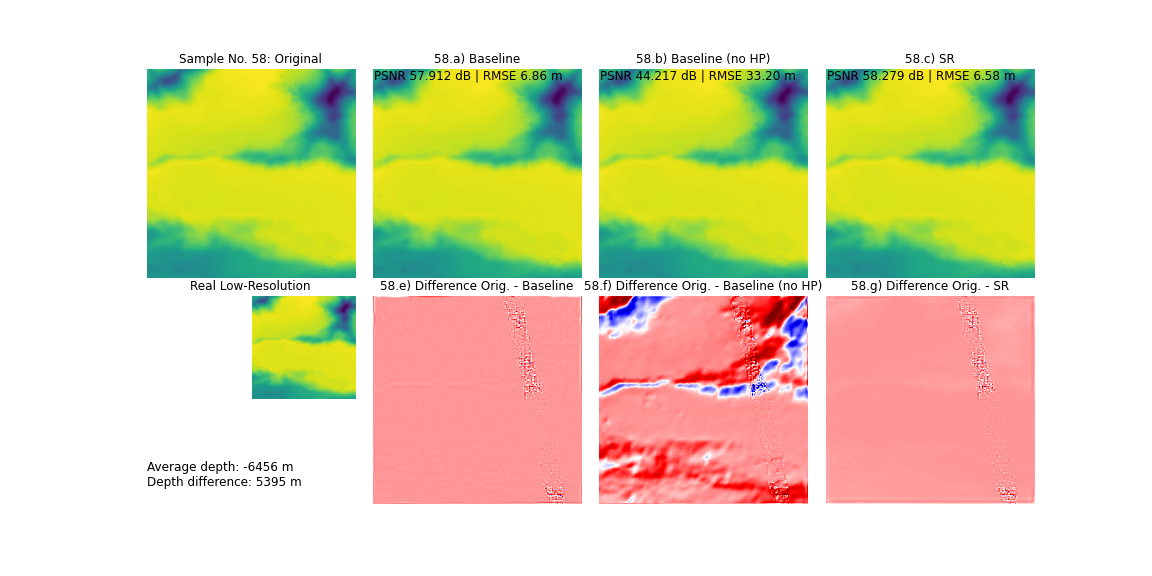 Sample No. 58: Original
58.a) Baseline
58.b) Baseline (no HP)
58.c) SR
PSNR 57.912 dB | RMSE 6.86 m
PSNR 44.217 dB | RMSE 33.20 m
PSNR 58.279 dB | RMSE 6.58 m
Real Low-Resolution
58.e) Difference Orig. - Baseline
58.f) Difference Orig. - Baseline (no HP)
58.g) Difference Orig. - SR
Average depth: -6456 m
Depth difference: 5395 m